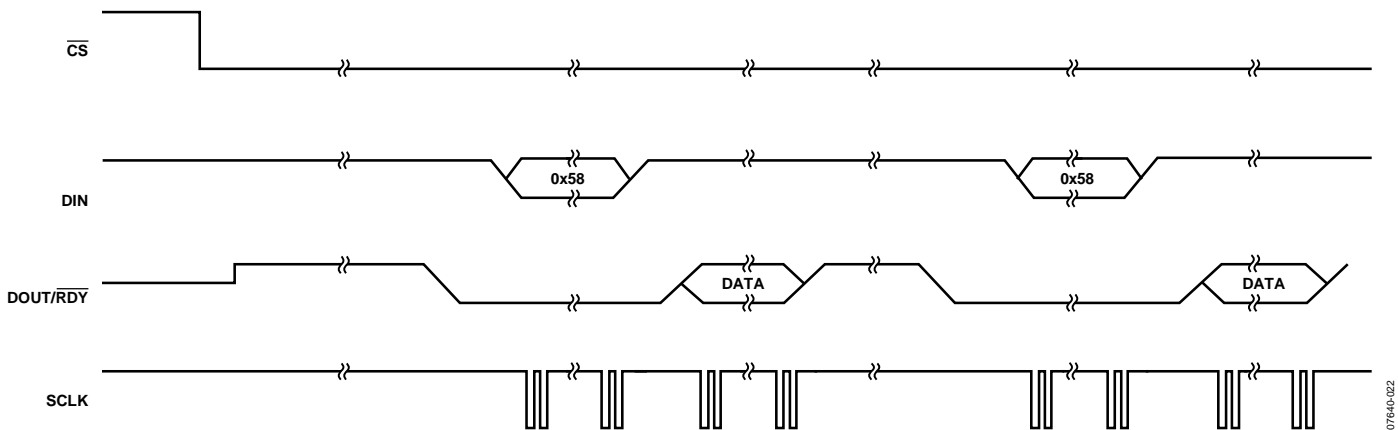 CS
DIN
0x58
0x58
DOUT/RDY
DATA
DATA
SCLK
07640-022